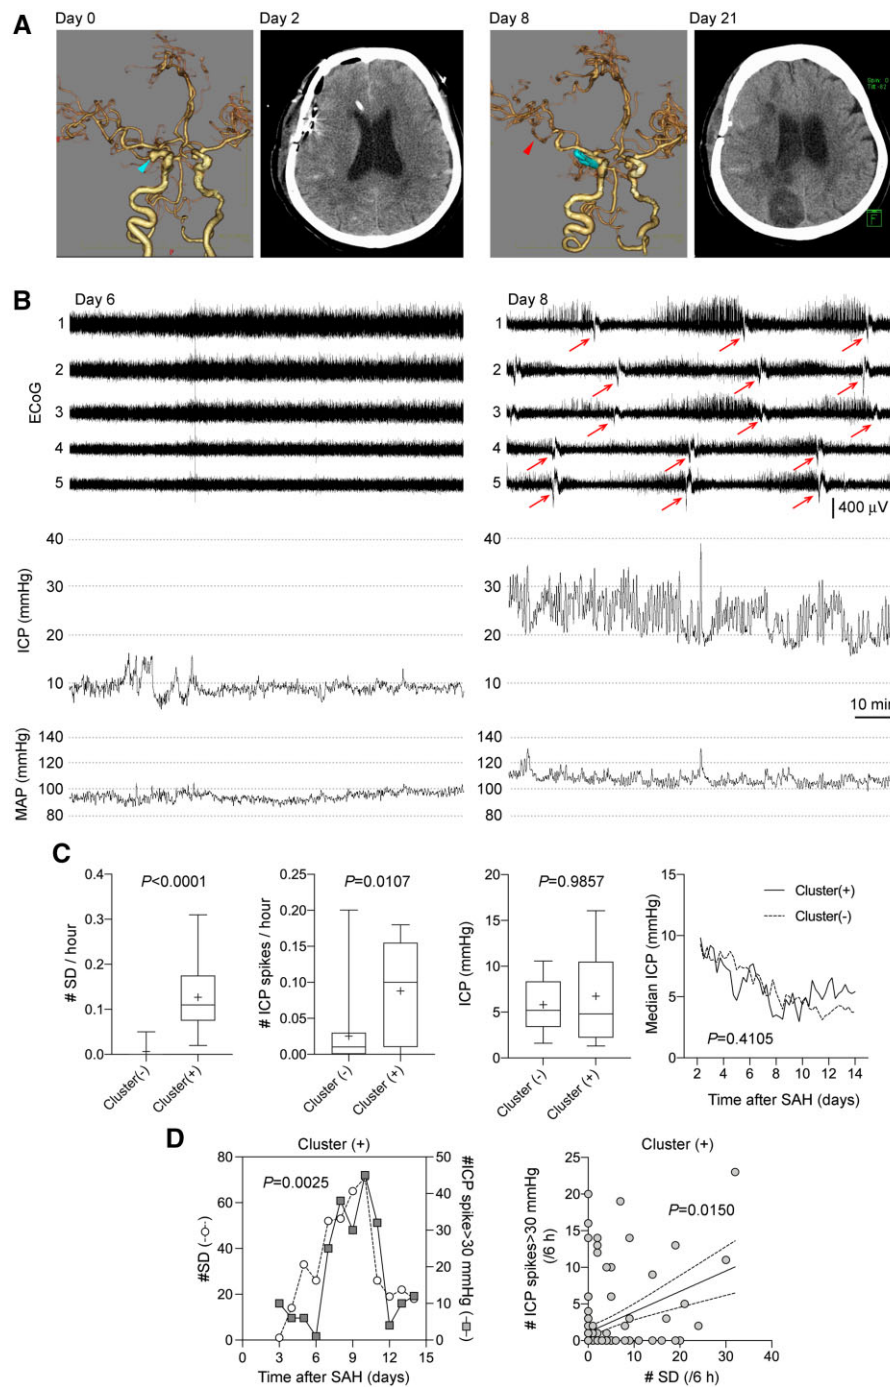 A
Day 0
Day 2
Day 8
Day 21
F
B
Day 6
Day 8
ECoG
1
2
3
4
5
1
2
3
4
5
400 µV
ICP (mmHg)
40
30
20
10
40
30
20
10
10 min
MAP (mmHg)
140
120
100
80
140
120
100
80
C
# SD / hour
0.4
0.3
0.2
0.1
0.0
P<0.0001
Cluster(-)
Cluster(+)
# ICP spikes / hour
0.25
0.20
0.15
0.10
0.05
0.00
P=0.0107
Cluster (-)
Cluster (+)
ICP (mmHg)
20
15
10
5
0
P=0.9857
Cluster (-)
Cluster (+)
Median ICP (mmHg)
15
10
5
0
Cluster(+)
Cluster(-)
P=0.4105
2 4 6 8 10 12 14
Time after SAH (days)
D
Cluster (+)
#SD
80
60
40
20
0
P=0.0025
50
40
30
20
10
0
#ICP spike>30 mmHg
0 3 6 9 12 15
Time after SAH (days)
Cluster (+)
# ICP spikes>30 mmHg
(/6 h)
25
20
15
10
5
0
P=0.0150
0 10 20 30 40
# SD (/6 h)